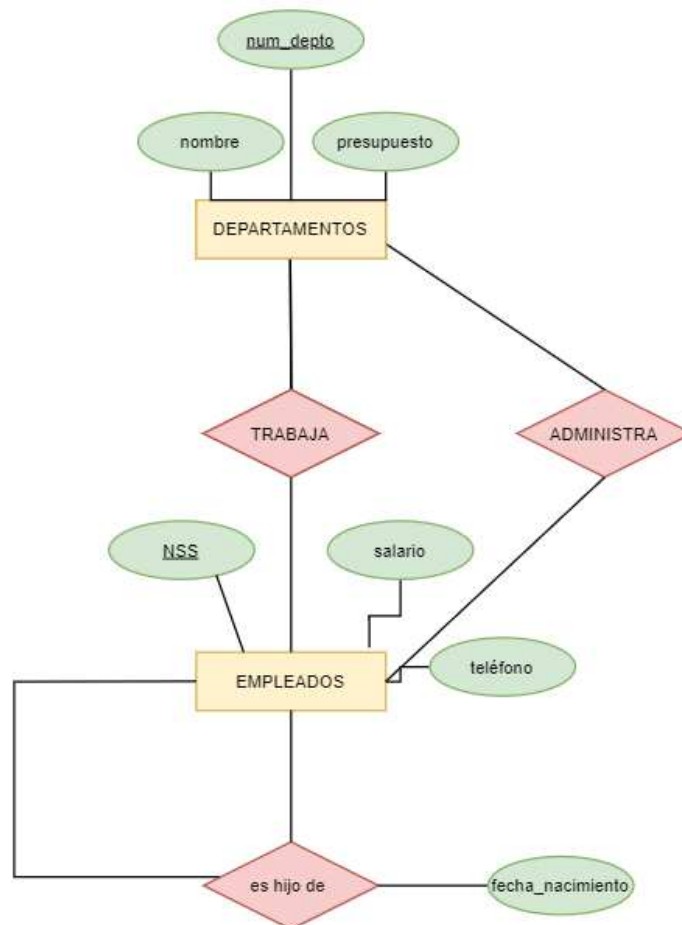 num_depto
nombre
presupuesto
DEPARTAMENTOS
TRABAJA
ADMINISTRA
NSS
salario
EMPLEADOS
teléfono
es hijo de
fecha_nacimiento